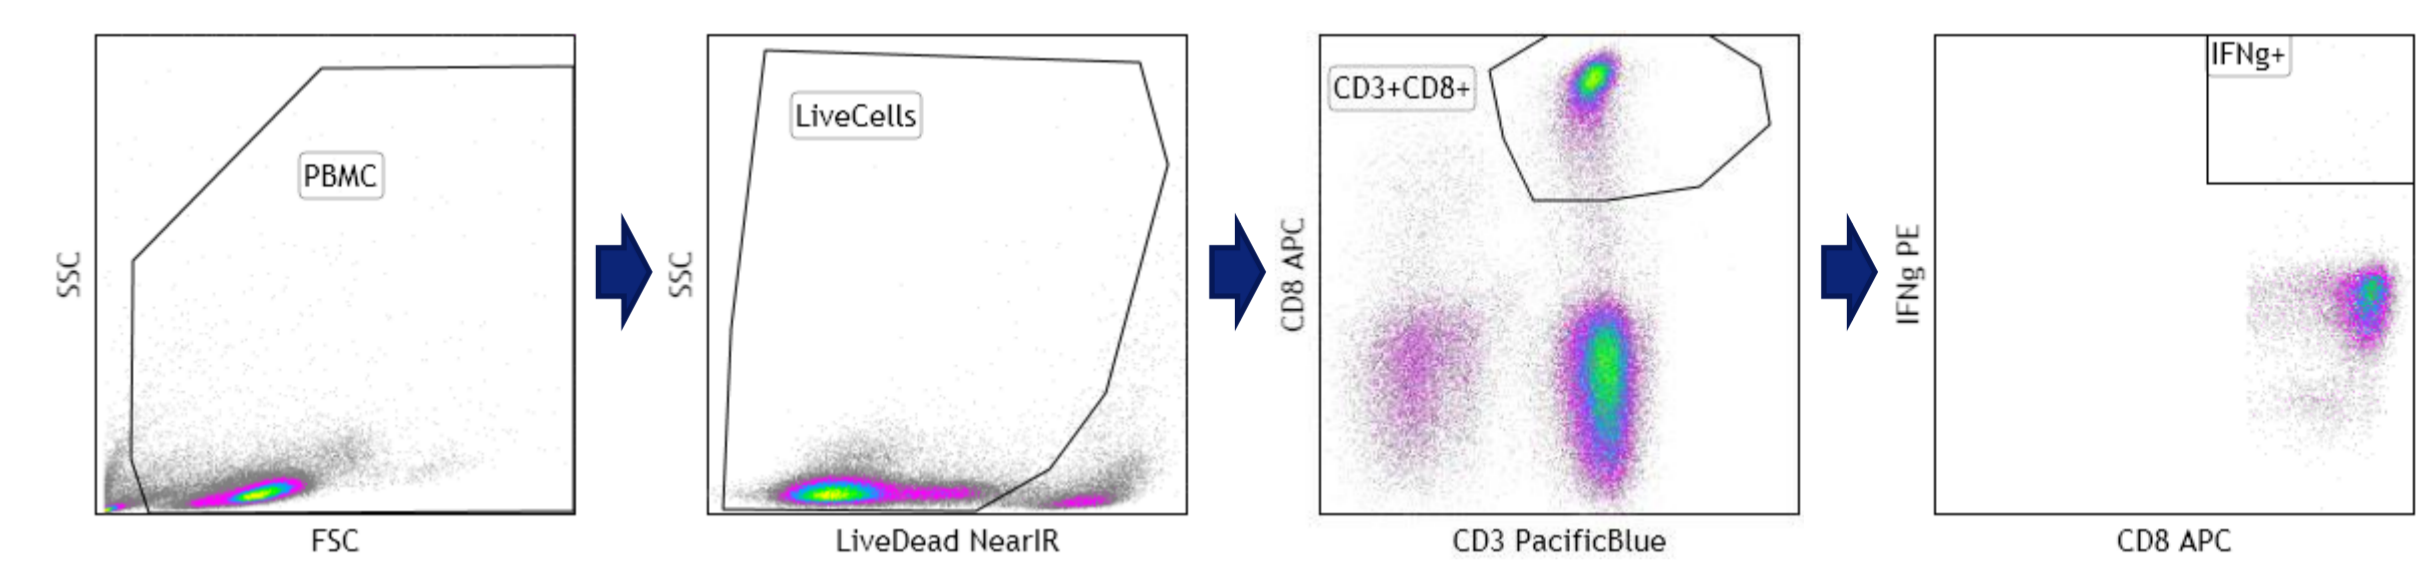 SSC
PBMC
FSC
SSC
LiveCells
LiveDead NearIR
CD8 APC
CD3+CD8+
CD3 PacificBlue
IFNg PE
IFNg+
CD8 APC